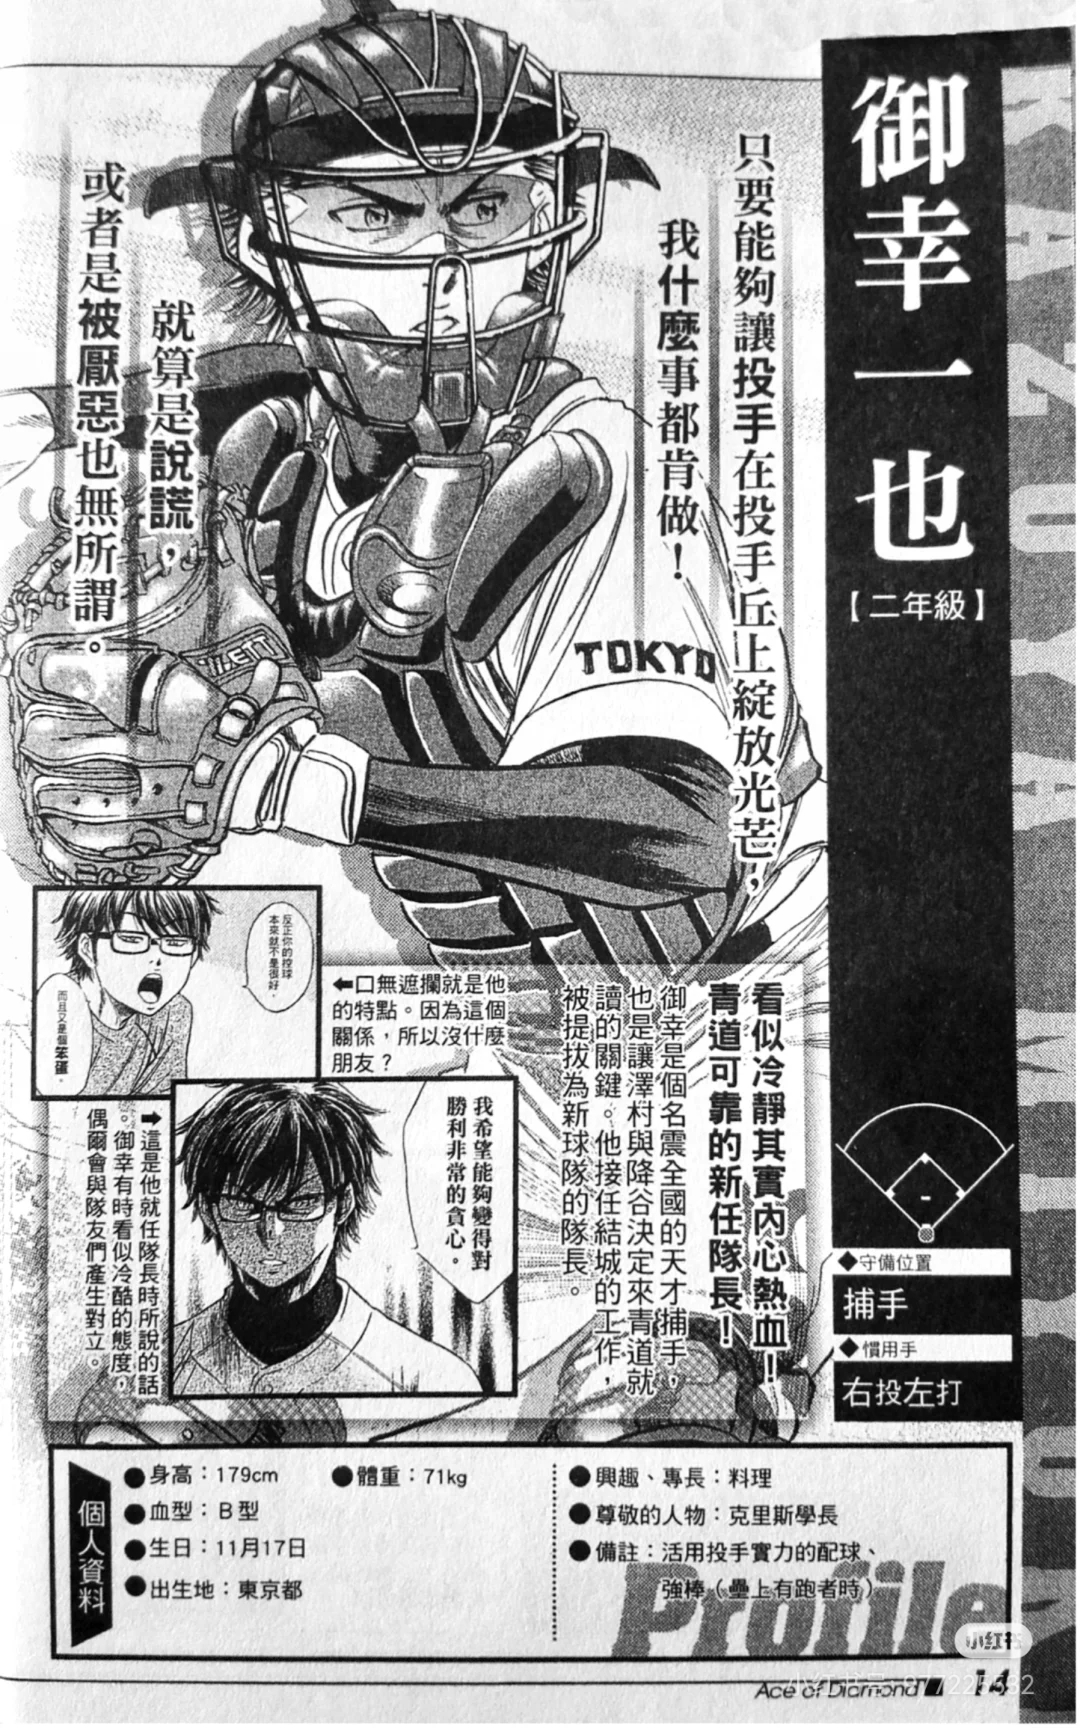 御幸一也
【二年級】
只要能夠讓投手在投手丘上綻放光芒，
我什麼事都肯做！
就算是說謊，
或者是被厭惡也無所謂。
TOKYO
ZETT
反正你的控球
本來就不是很好。
而且又是個笨蛋。
←口無遮攔就是他
的特點。因為這個
關係，所以沒什麼
朋友？
我希望能夠變得對
勝利非常的貪心。
→這是他就任隊長時所說的話
。御幸有時看似冷酷的態度，
偶爾會與隊友們產生對立。
看似冷靜其實內心熱血！
青道可靠的新任隊長！
御幸是個名震全國的天才捕手，
也是讓澤村與降谷決定來青道就
讀的關鍵。他接任結城的工作，
被提拔為新球隊的隊長。
◆守備位置
捕手
◆慣用手
右投左打
個人資料
●身高：179cm
●體重：71kg
●血型：Ｂ型
●生日：11月17日
●出生地：東京都
●興趣、專長：料理
●尊敬的人物：克里斯學長
●備註：活用投手實力的配球、
強棒（壘上有跑者時）
Profile
小红书
Ace of Diamond
14